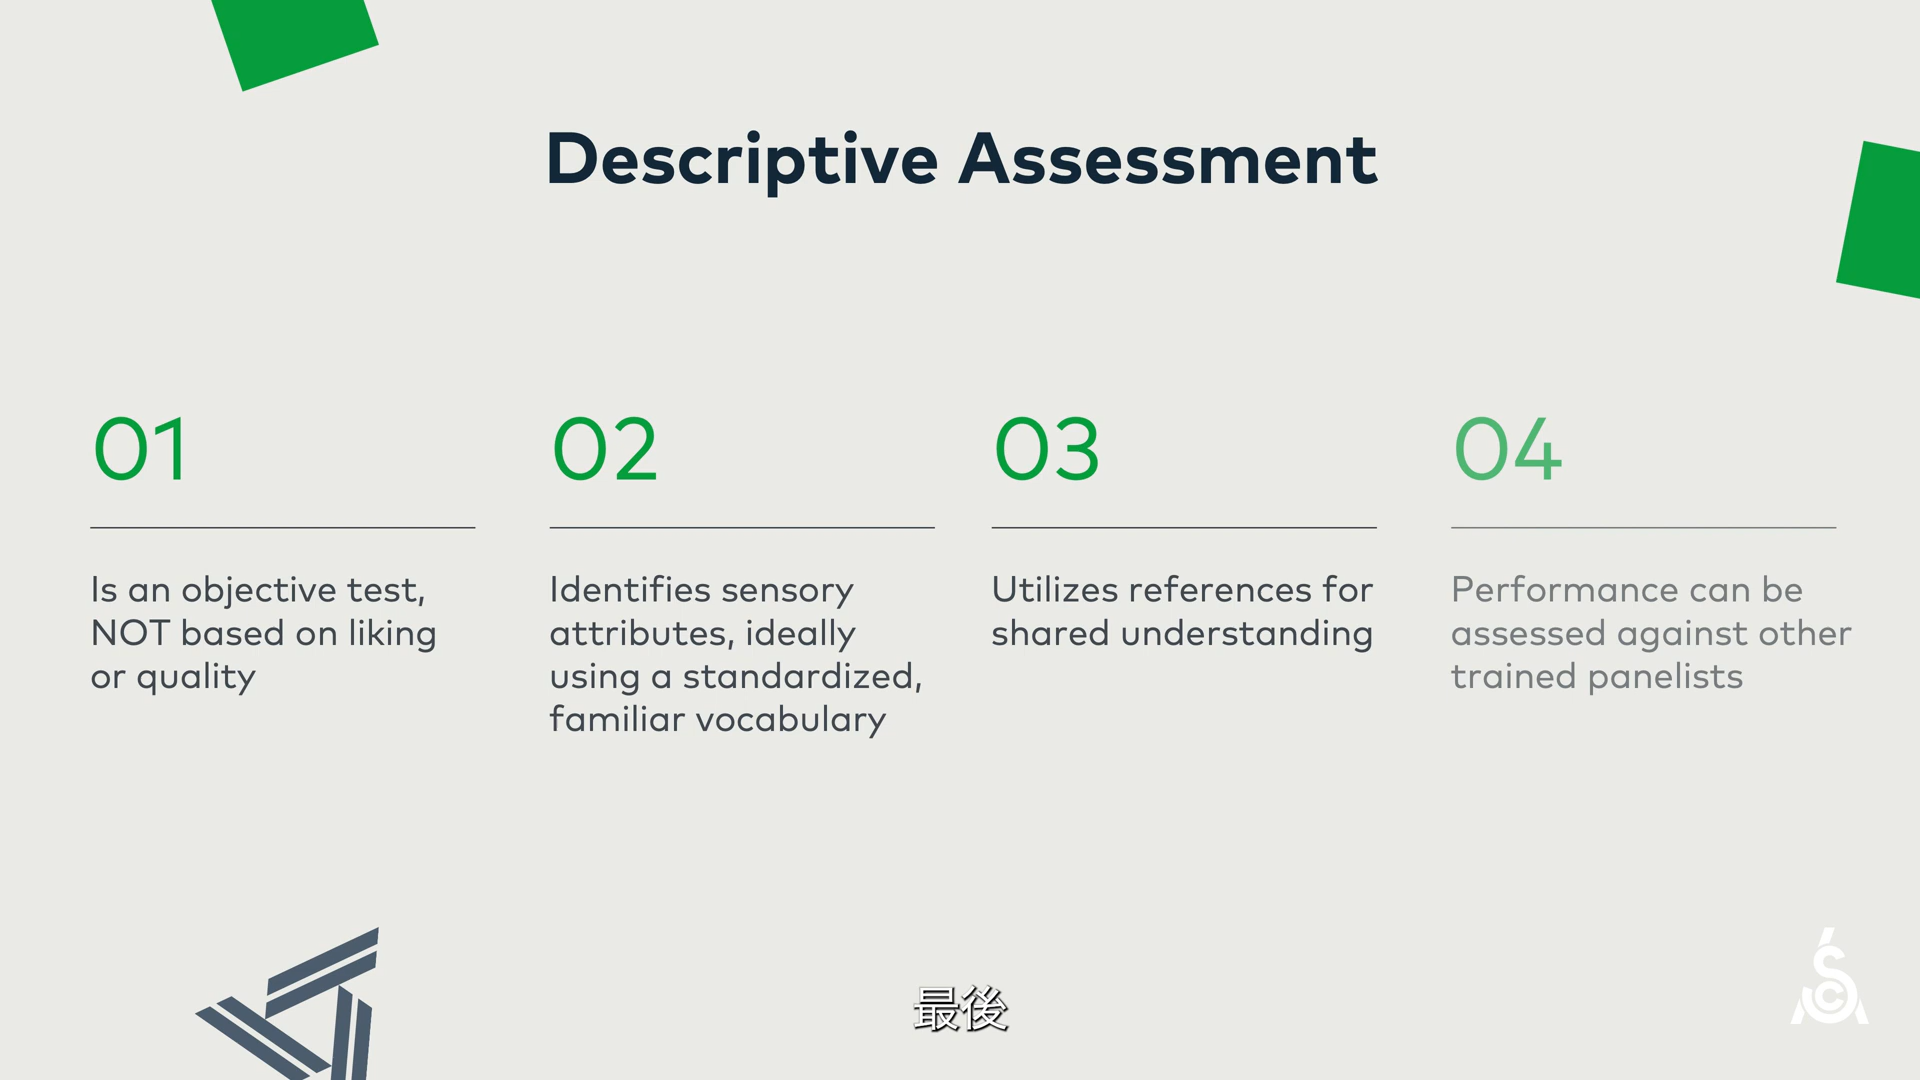 Descriptive Assessment
01
Is an objective test,
NOT based on liking
or quality
02
Identifies sensory
attributes, ideally
using a standardized,
familiar vocabulary
03
Utilizes references for
shared understanding
04
Performance can be
assessed against other
trained panelists
最後
SCA